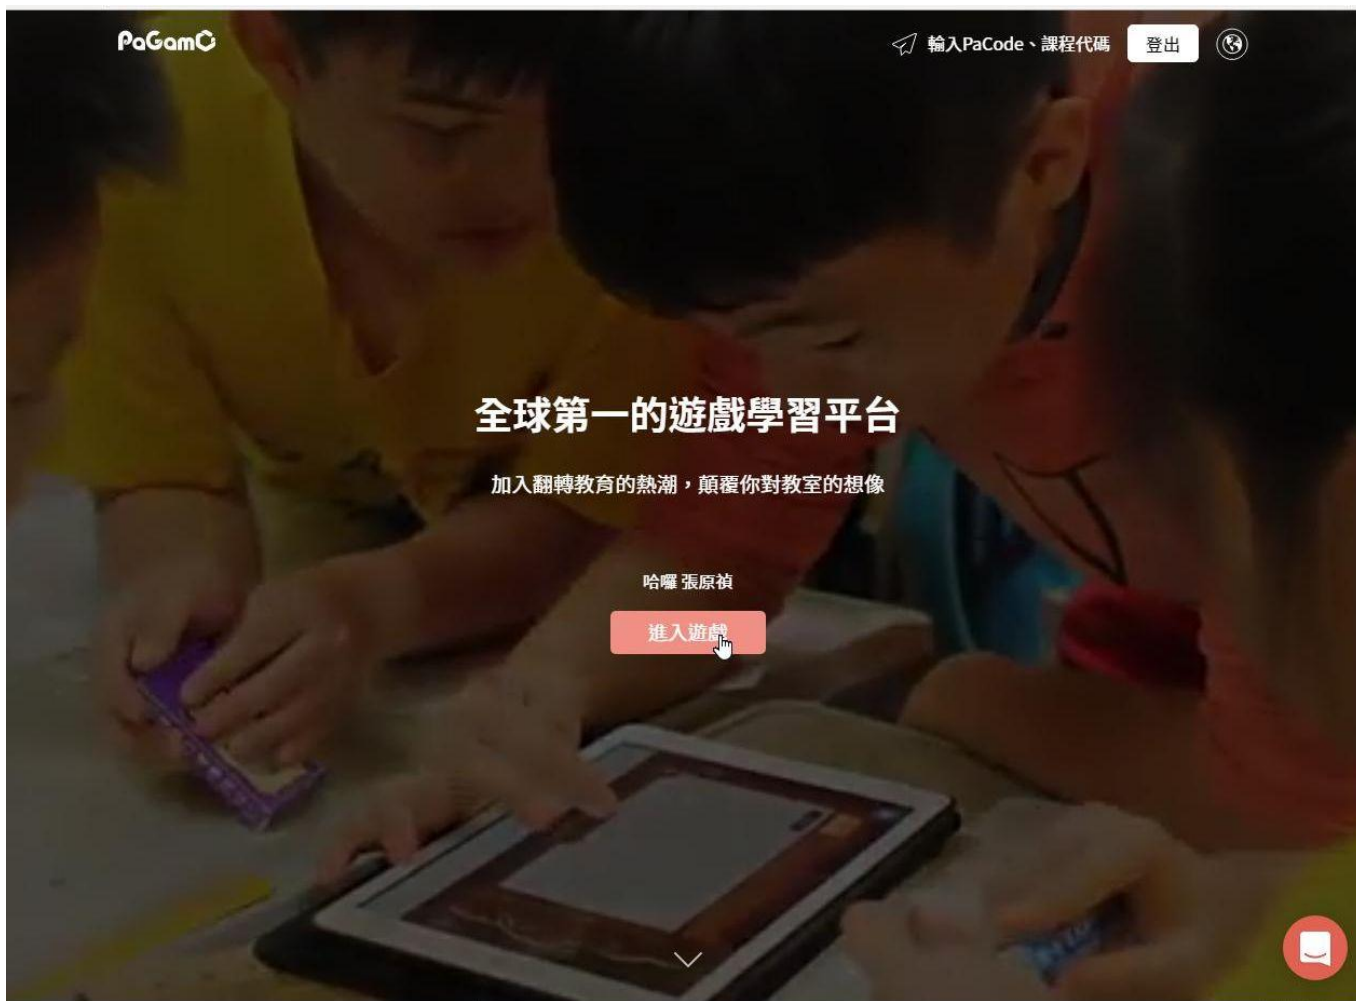 PaGamO
輸入PaCode、課程代碼
登出
全球第一的遊戲學習平台
加入翻轉教育的熱潮，顛覆你對教室的想像
哈囉 張原禎
進入遊戲